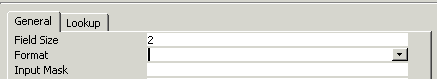 General Lookup
Field Size 2
Format
Input Mask